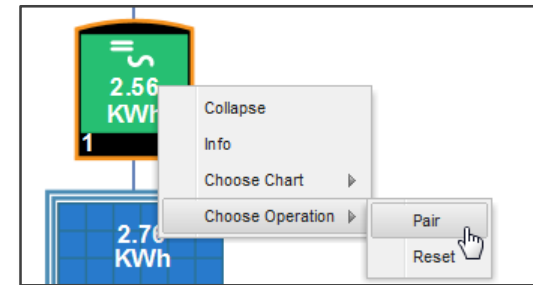 2.56
KWh
1
Collapse
Info
Choose Chart
Choose Operation
Pair
Reset
2.76
KWh